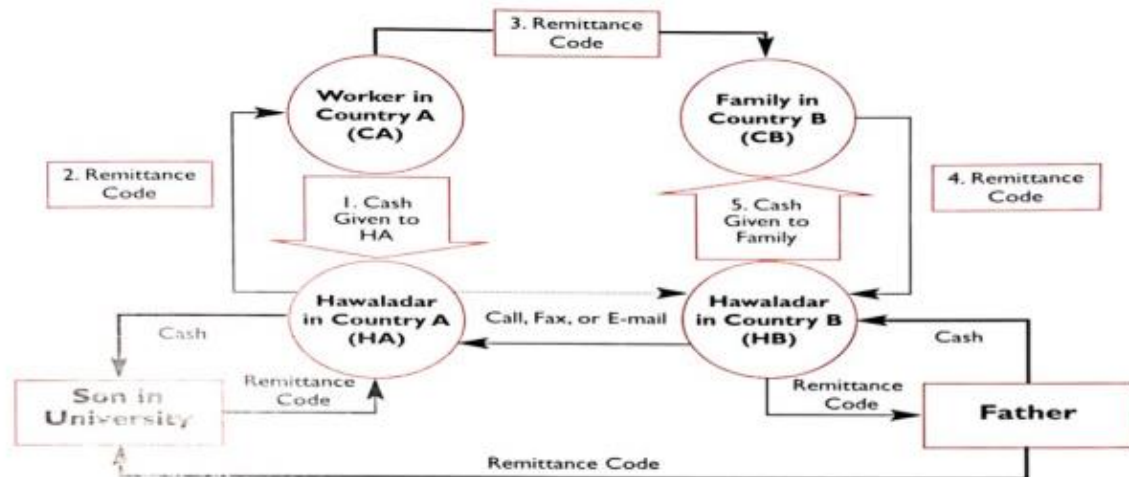 3. Remittance
Code
Worker in
Country A
(CA)
Family in
Country B
(CB)
2. Remittance
Code
1. Cash
Given to
HA
5. Cash
Given to
Family
4. Remittance
Code
Hawaladar
in Country A
(HA)
Call, Fax, or E-mail
Hawaladar
in Country B
(HB)
Cash
Cash
Remittance
Code
Remittance
Code
Son in
University
Father
Remittance Code